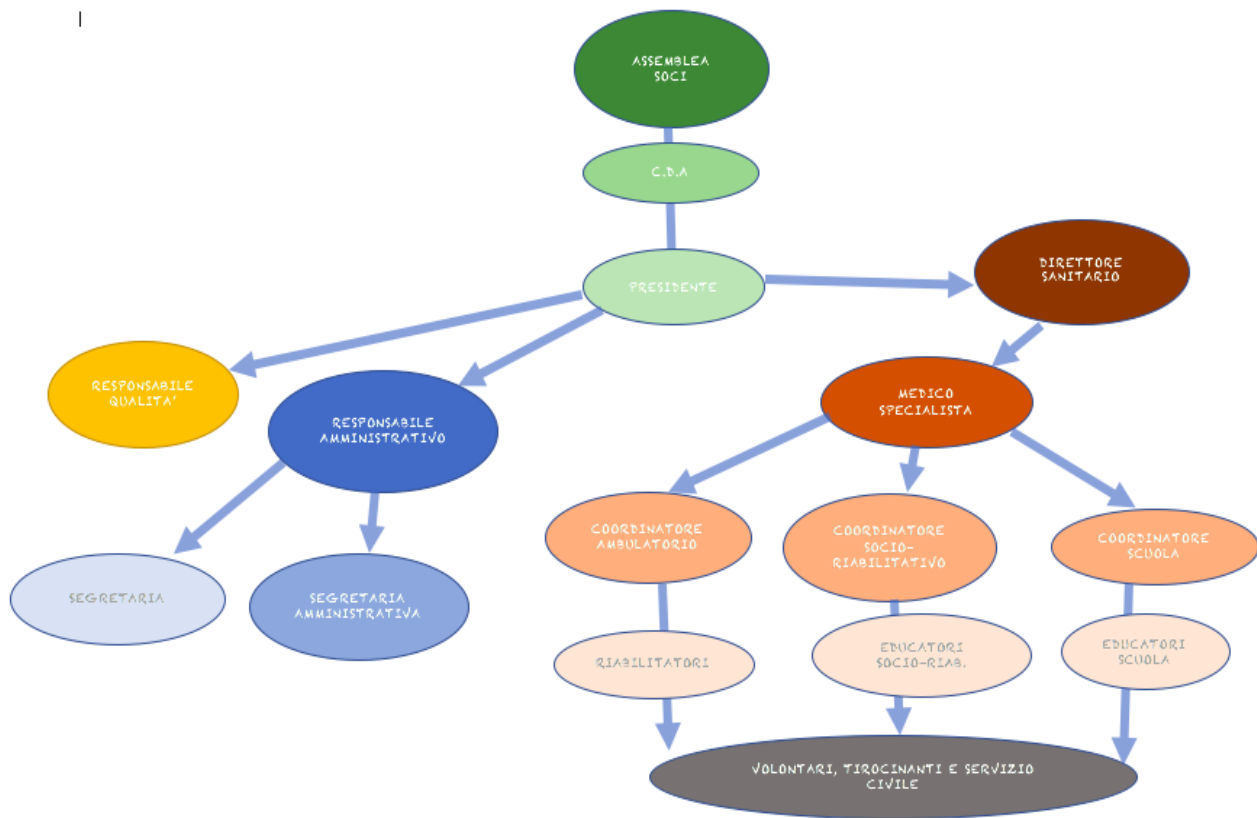 ASSEMBLEA
SOCI
C.D.A
PRESIDENTE
DIRETTORE
SANITARIO
RESPONSABILE
QUALITA'
RESPONSABILE
AMMINISTRATIVO
MEDICO
SPECIALISTA
SEGRETARIA
SEGRETARIA
AMMINISTRATIVA
COORDINATORE
AMBULATORIO
COORDINATORE
SOCIO-
RIABILITATIVO
COORDINATORE
SCUOLA
RIABILITATORI
EDUCATORI
SOCIO-RIAB.
EDUCATORI
SCUOLA
VOLONTARI, TIROCINANTI E SERVIZIO
CIVILE